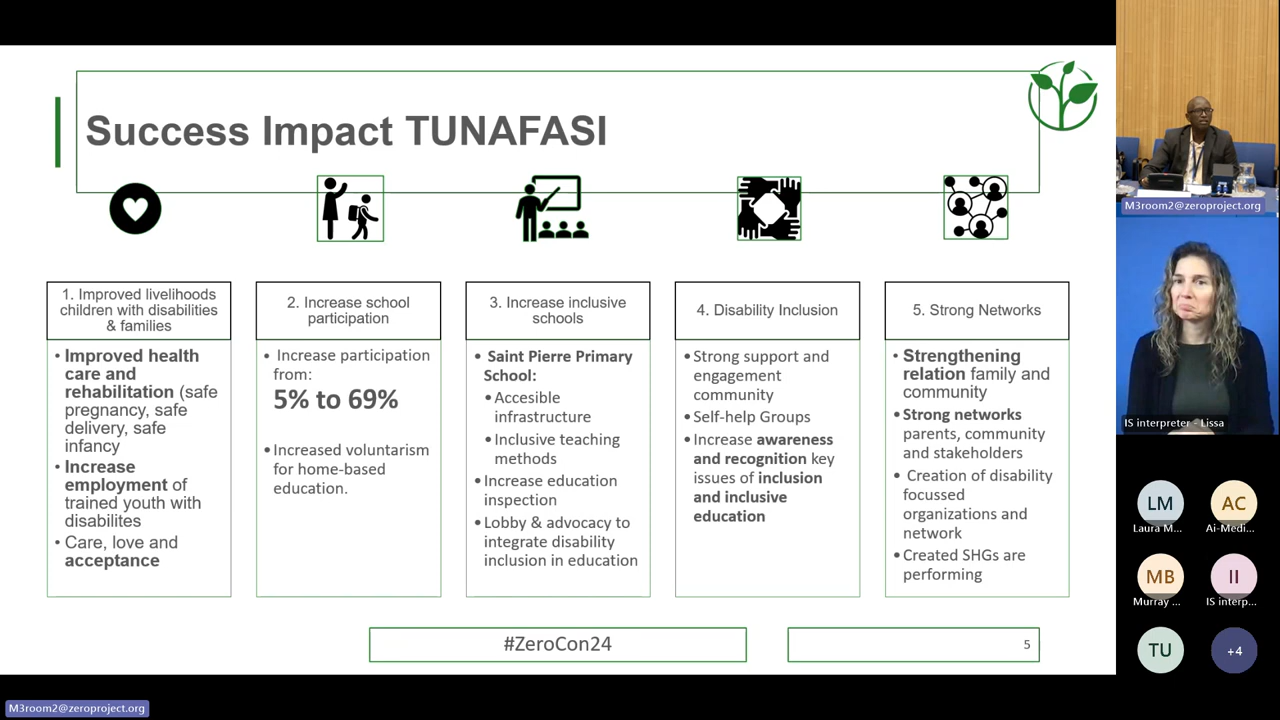 Success Impact TUNAFASI
1. Improved livelihoods
children with disabilities
& families
• Improved health
care and
rehabilitation (safe
pregnancy, safe
delivery, safe
infancy
• Increase
employment of
trained youth with
disabilites
• Care, love and
acceptance
2. Increase school
participation
• Increase participation
from:
5% to 69%
• Increased voluntarism
for home-based
education.
3. Increase inclusive
schools
• Saint Pierre Primary
School:
• Accesible
infrastructure
• Inclusive teaching
methods
• Increase education
inspection
• Lobby & advocacy to
integrate disability
inclusion in education
4. Disability Inclusion
• Strong support and
engagement
community
• Self-help Groups
• Increase awareness
and recognition key
issues of inclusion
and inclusive
education
5. Strong Networks
• Strengthening
relation family and
community
• Strong networks
parents, community
and stakeholders
• Creation of disability
focussed
organizations and
network
• Created SHGs are
performing
#ZeroCon24
5
M3room2@zeroproject.org
IS interpreter - Lissa
LM
Laura M...
AC
Ai-Medi...
MB
Murray ...
II
IS interp...
TU
+4
M3room2@zeroproject.org